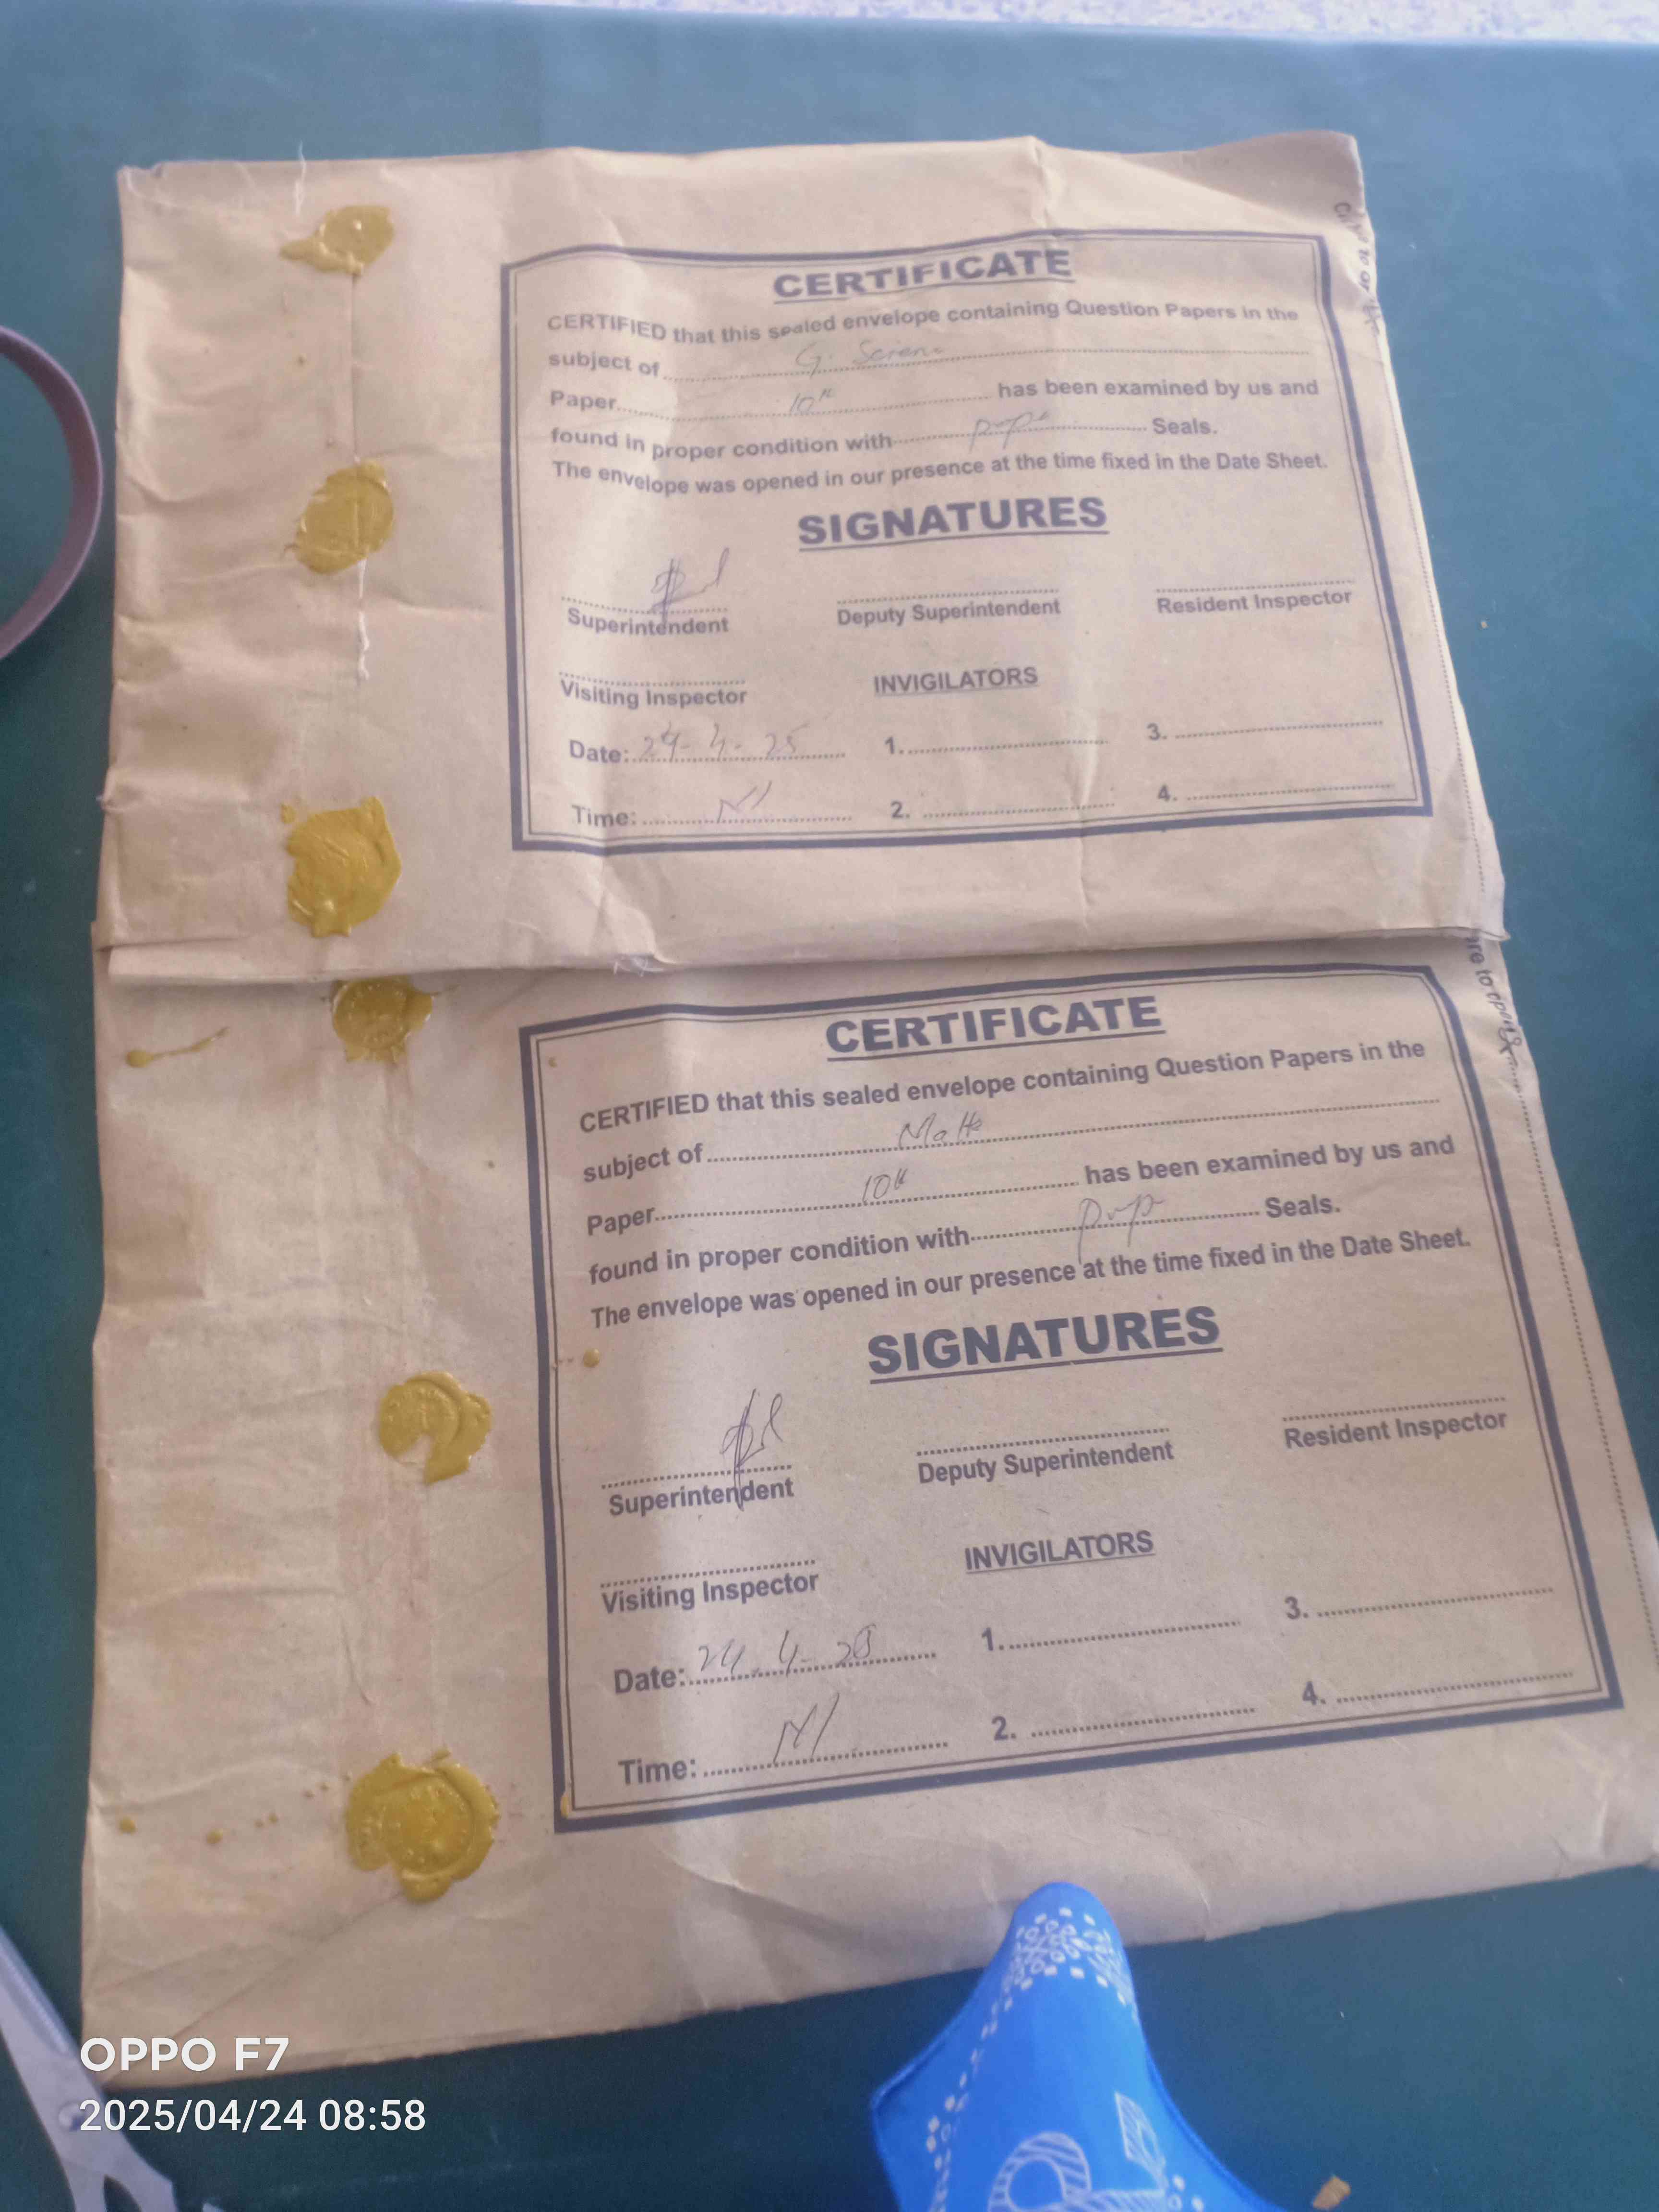 CERTIFICATE
CERTIFIED that this sealed envelope containing Question Papers in the
subject of G. Scien
Paper 10th has been examined by us and
found in proper condition with Seals.
The envelope was opened in our presence at the time fixed in the Date Sheet.
SIGNATURES
Superintendent Deputy Superintendent Resident Inspector
Visiting Inspector INVIGILATORS
Date: 24-4-25 1. 3.
Time: 2. 4.
CERTIFICATE
CERTIFIED that this sealed envelope containing Question Papers in the
subject of Math
Paper 10th has been examined by us and
found in proper condition with Seals.
The envelope was opened in our presence at the time fixed in the Date Sheet.
SIGNATURES
Superintendent Deputy Superintendent Resident Inspector
Visiting Inspector INVIGILATORS
Date: 24.4- 1. 3.
Time: 2. 4.
OPPO F7
2025/04/24 08:58